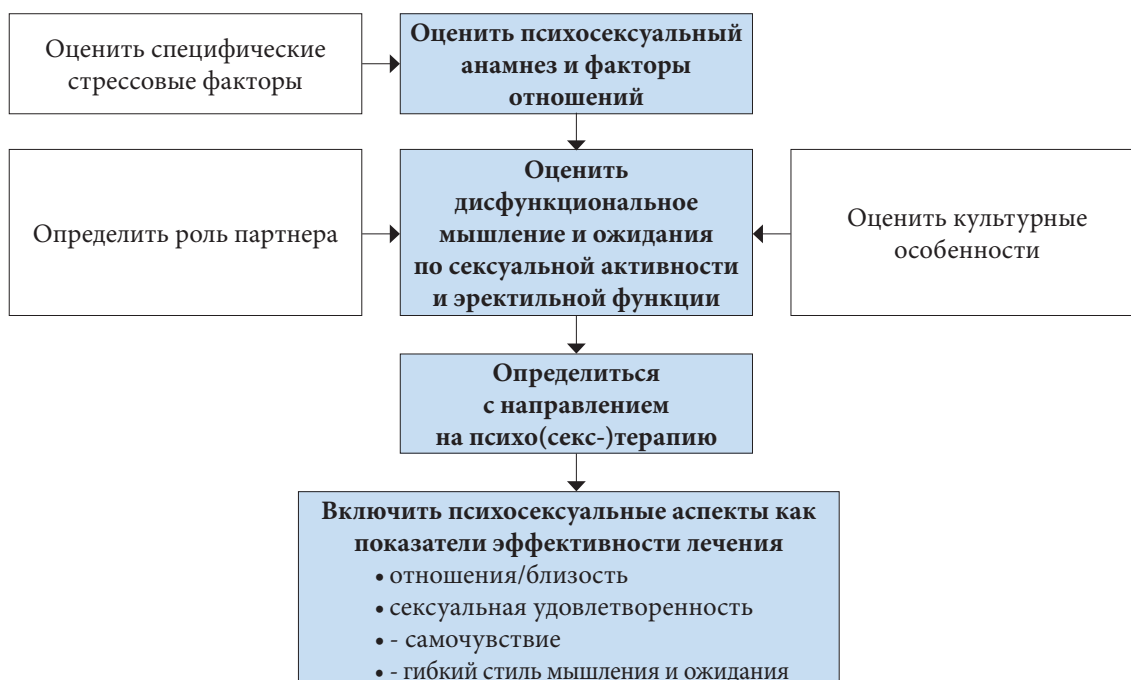 Оценить специфические
стрессовые факторы
Оценить психосексуальный
анамнез и факторы
отношений
Определить роль партнера
Оценить
дисфункциональное
мышление и ожидания
по сексуальной активности
и эректильной функции
Оценить культурные
особенности
Определиться
с направлением
на психо(секс-)терапию
Включить психосексуальные аспекты как
показатели эффективности лечения
• отношения/близость
• сексуальная удовлетворенность
• - самочувствие
• - гибкий стиль мышления и ожидания